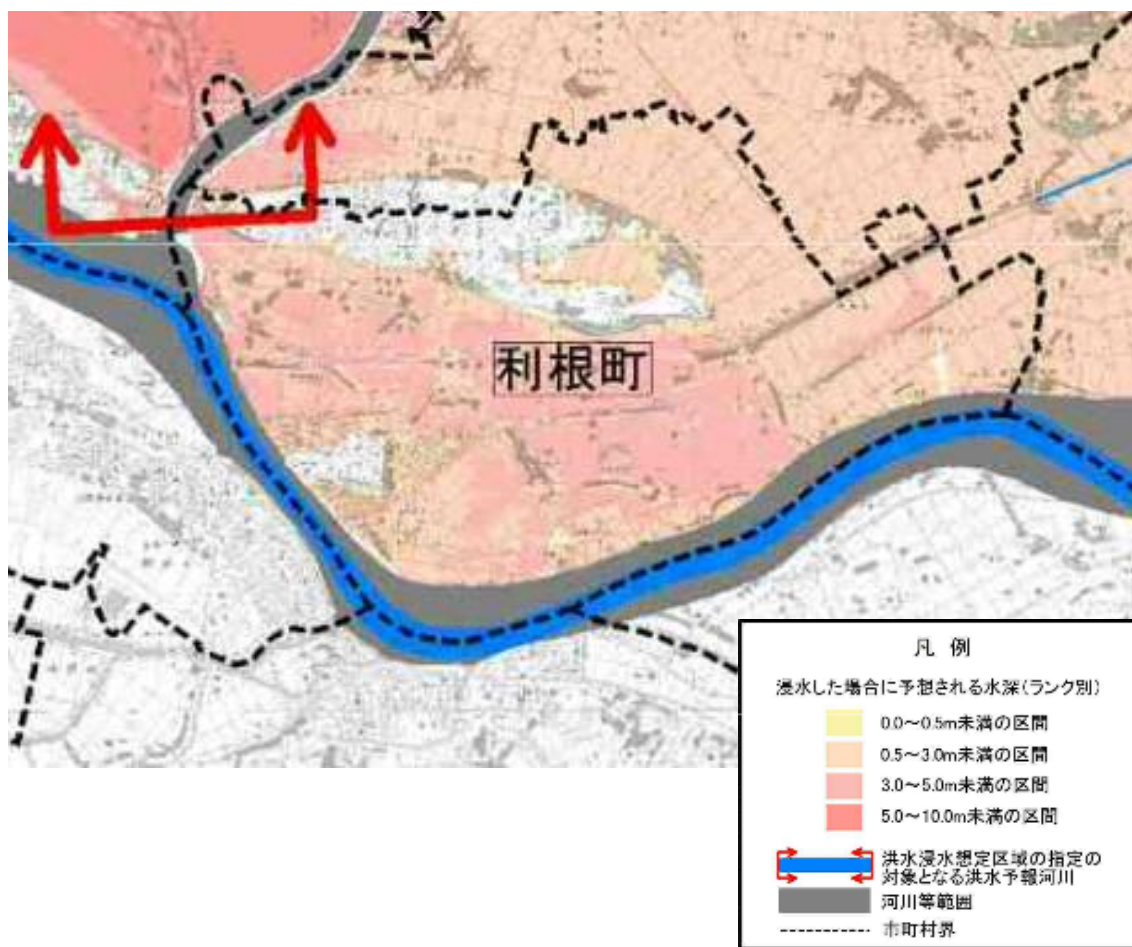 利根町
凡 例
浸水した場合に予想される水深(ランク別)
0.0～0.5m未満の区間
0.5～3.0m未満の区間
3.0～5.0m未満の区間
5.0～10.0m未満の区間
洪水浸水想定区域の指定の
対象となる洪水予報河川
河川等範囲
市町村界